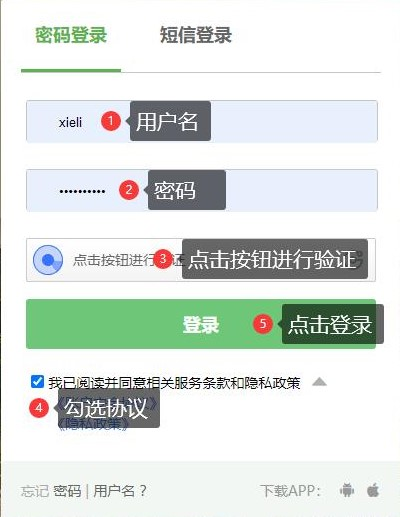 密码登录 短信登录
xieli 1 用户名
•••••••••• 2 密码
点击按钮进行验证 3 点击按钮进行验证
登录 5 点击登录
我已阅读并同意相关服务条款和隐私政策
4 勾选协议
《隐私政策》
忘记 密码 | 用户名? 下载APP: